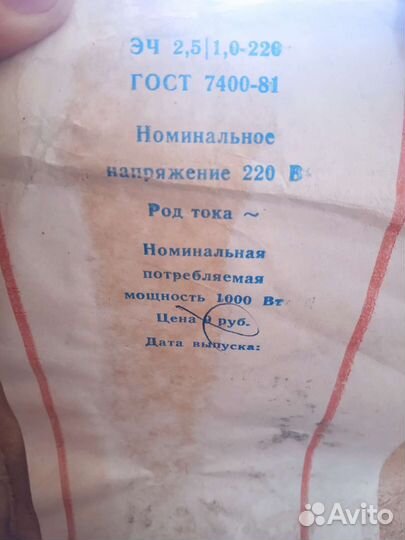 ЭЧ 2,5|1,0-220
ГОСТ 7400-81
Номинальное
напряжение 220 В
Род тока ~
Номинальная
потребляемая
мощность 1000 Вт
Цена 9 руб.
Дата выпуска:
Avito